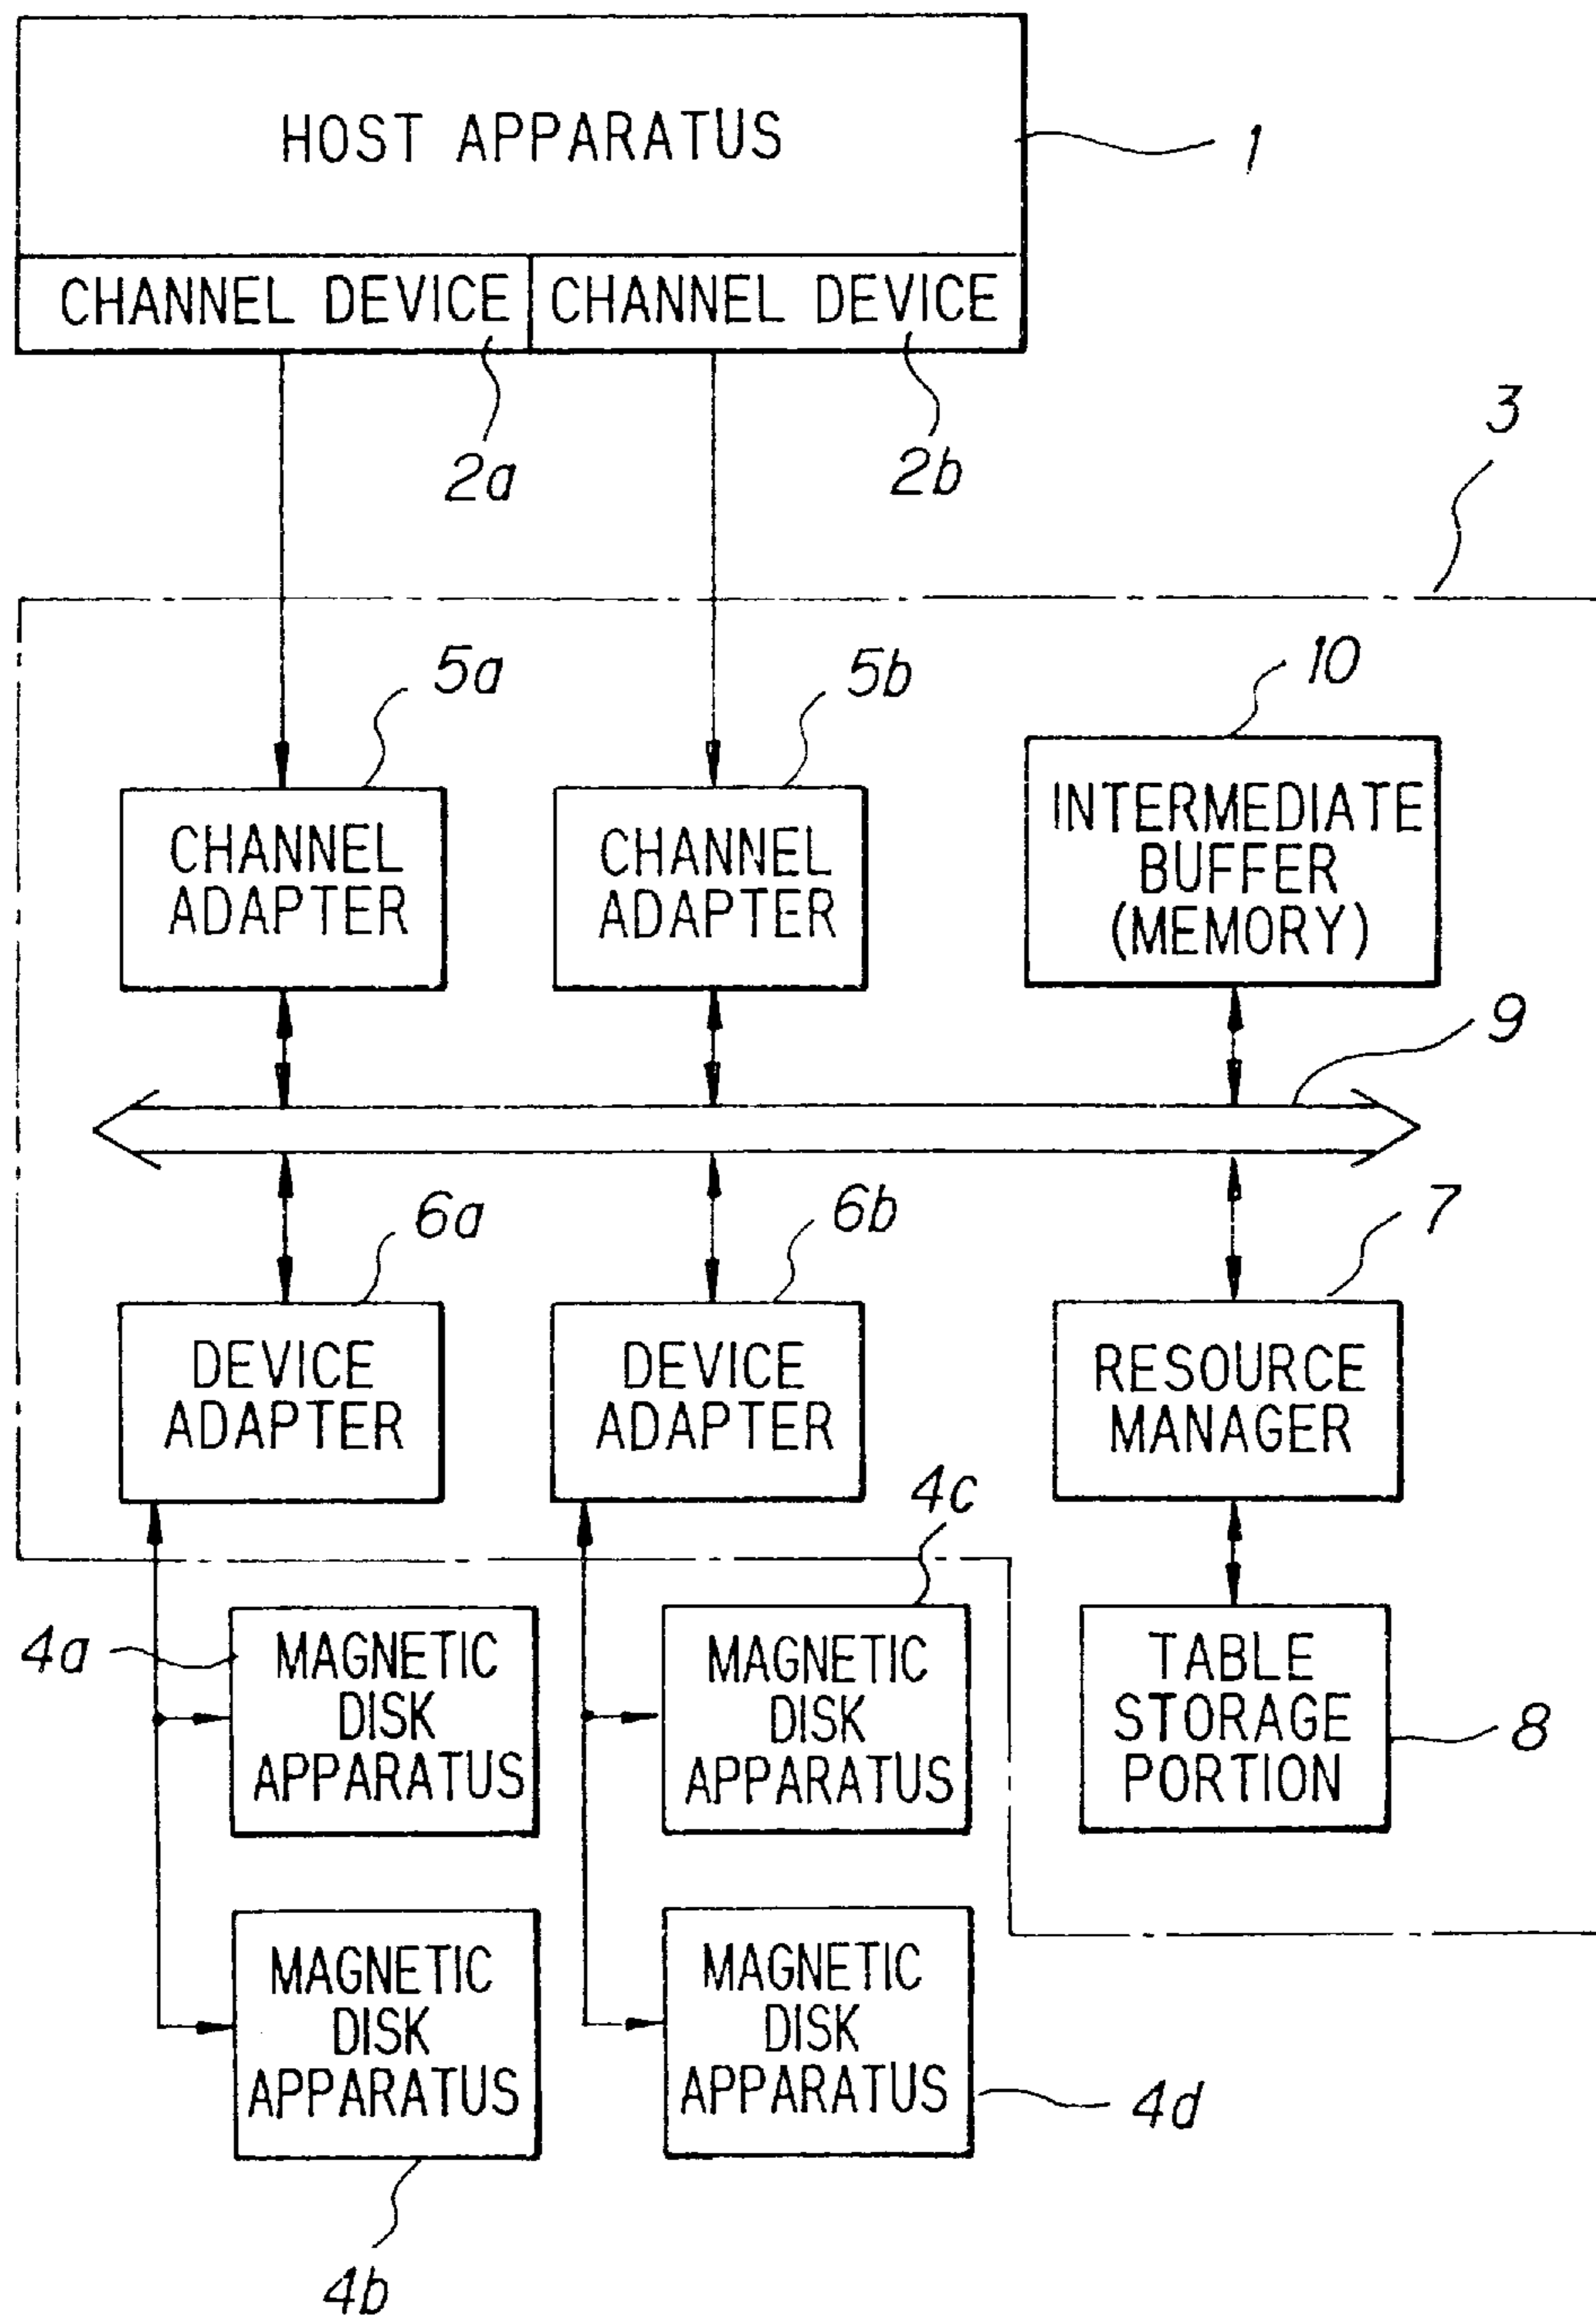 HOST APPARATUS
1
CHANNEL DEVICE
CHANNEL DEVICE
2a
2b
3
5a
5b
10
CHANNEL
ADAPTER
CHANNEL
ADAPTER
INTERMEDIATE
BUFFER
(MEMORY)
9
6a
6b
7
DEVICE
ADAPTER
DEVICE
ADAPTER
RESOURCE
MANAGER
4c
4a
MAGNETIC
DISK
APPARATUS
MAGNETIC
DISK
APPARATUS
TABLE
STORAGE
PORTION
8
MAGNETIC
DISK
APPARATUS
MAGNETIC
DISK
APPARATUS
4d
4b